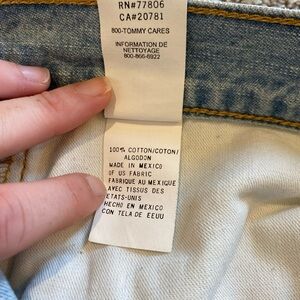 RN#77806
CA#20781
800-TOMMY CARES
INFORMATION DE
NETTOYAGE
800-866-6922
100% COTTON/COTON/
ALGODON
MADE IN MEXICO
OF US FABRIC
FABRIQUE AU MEXIQUE
AVEC TISSUS DES
ETATS-UNIS
HECHO EN MEXICO
CON TELA DE EEUU